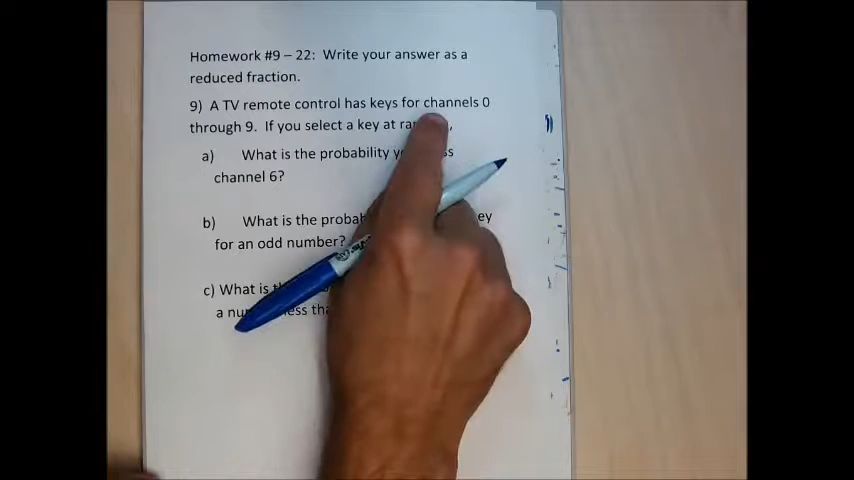 Homework #9 – 22: Write your answer as a
reduced fraction.
9) A TV remote control has keys for channels 0
through 9. If you select a key at
a) What is the probability
channel 6?
b) What is the
for an odd number?
c) What is
a